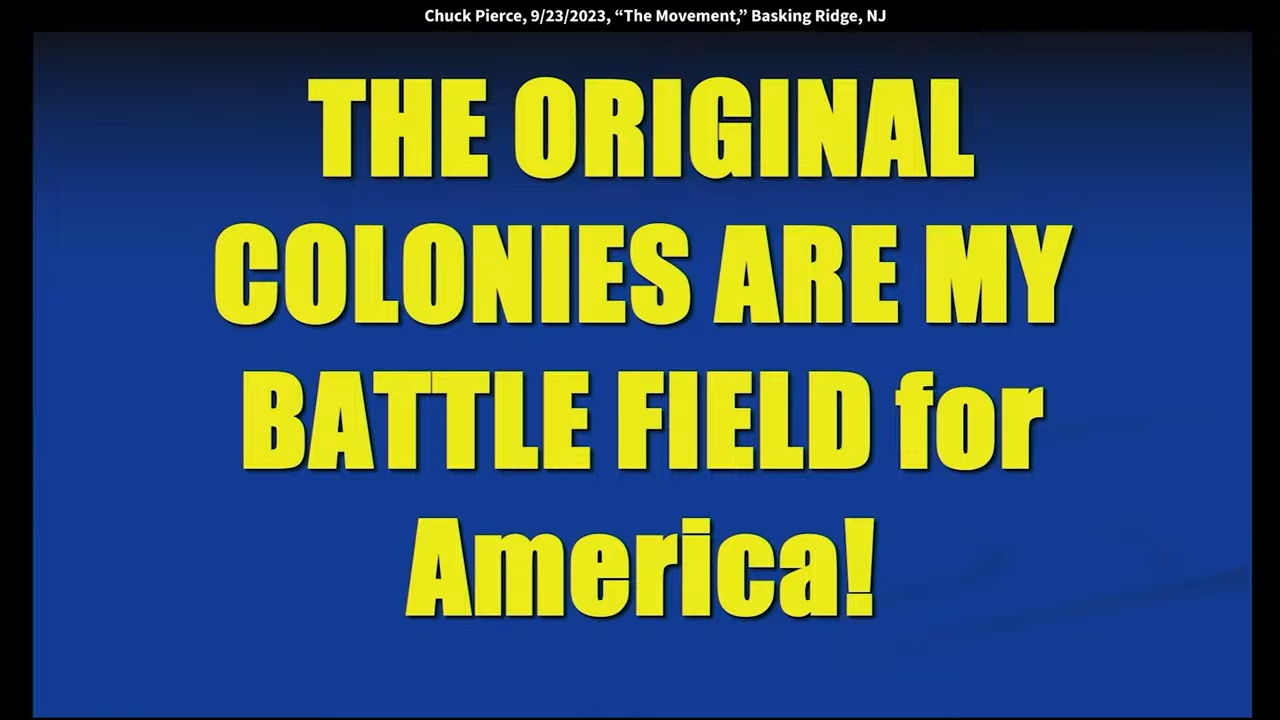 Chuck Pierce, 9/23/2023, “The Movement,” Basking Ridge, NJ
THE ORIGINAL
COLONIES ARE MY
BATTLE FIELD for
America!